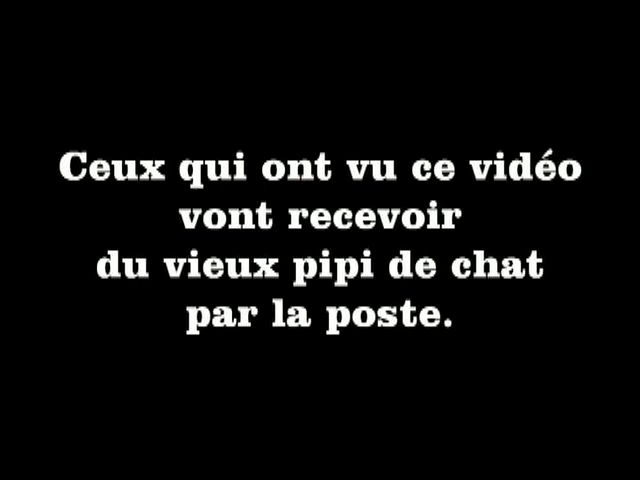 Ceux qui ont vu ce vidéo
vont recevoir
du vieux pipi de chat
par la poste.